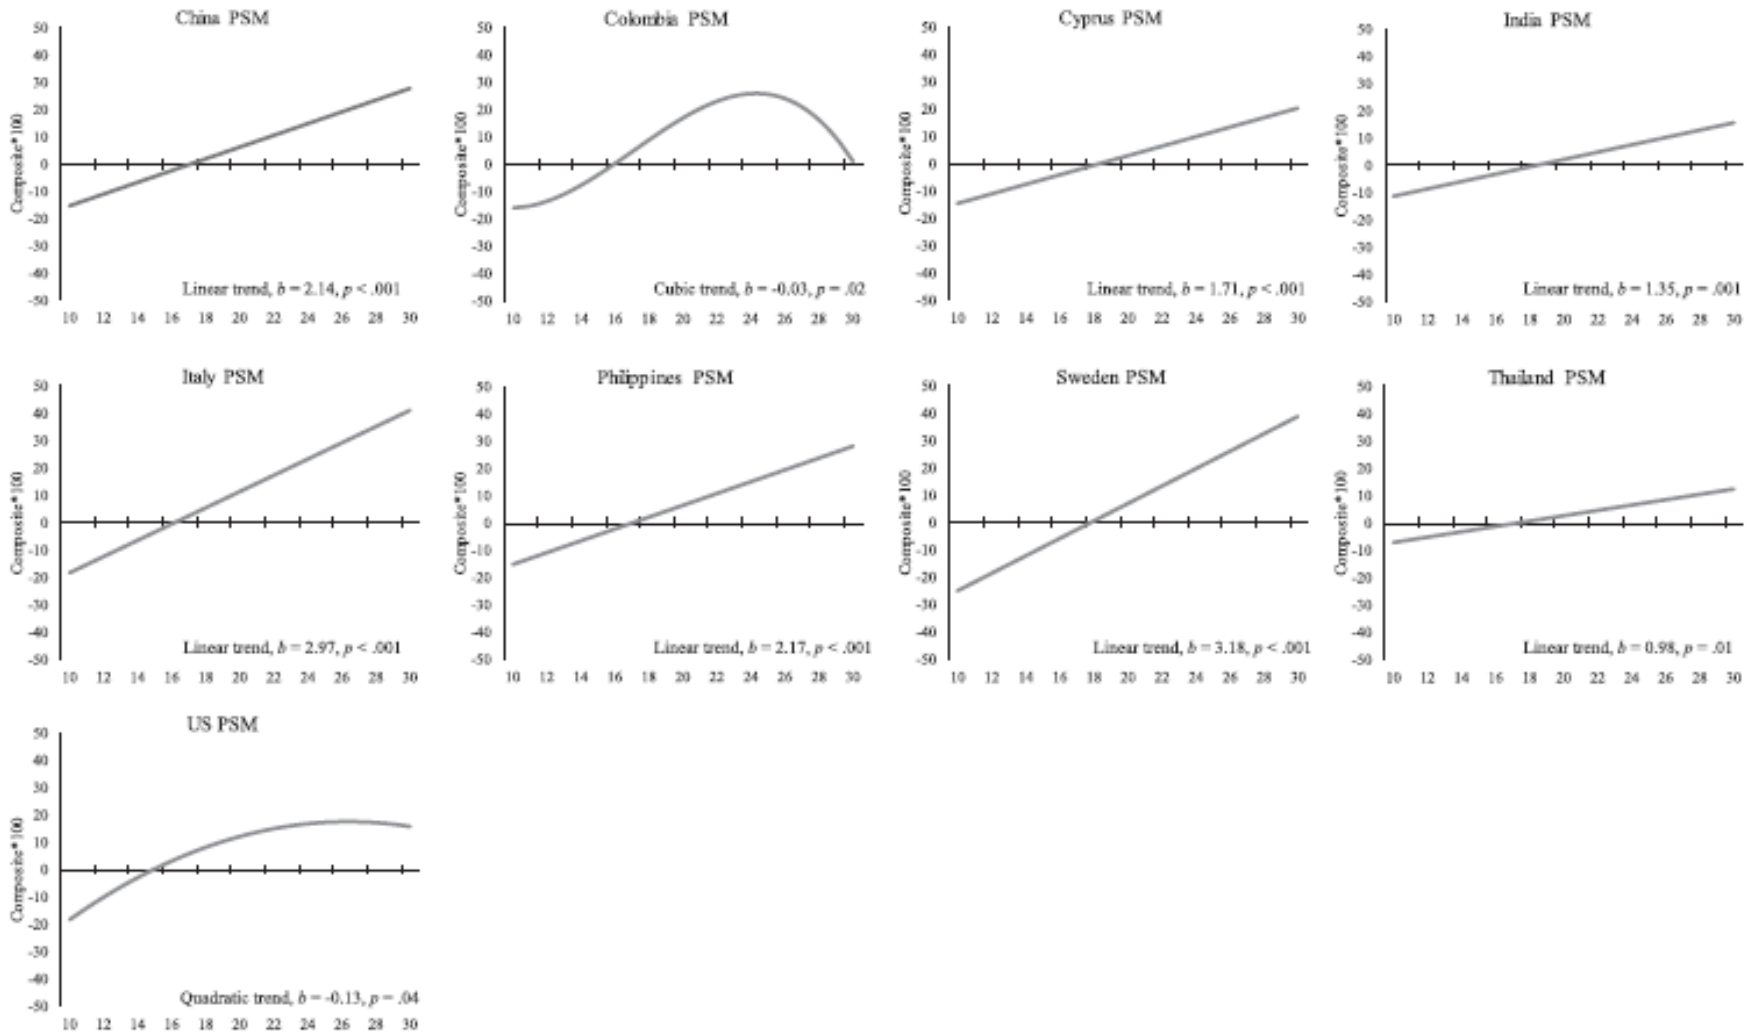 China PSM
50
40
30
20
10
0
-10
-20
-30
-40
-50
Composite*100
Linear trend, b = 2.14, p < .001
10 12 14 16 18 20 22 24 26 28 30
Colombia PSM
50
40
30
20
10
0
-10
-20
-30
-40
-50
Composite*100
Cubic trend, b = -0.03, p = .02
10 12 14 16 18 20 22 24 26 28 30
Cyprus PSM
50
40
30
20
10
0
-10
-20
-30
-40
-50
Composite*100
Linear trend, b = 1.71, p < .001
10 12 14 16 18 20 22 24 26 28 30
India PSM
50
40
30
20
10
0
-10
-20
-30
-40
-50
Composite*100
Linear trend, b = 1.35, p = .001
10 12 14 16 18 20 22 24 26 28 30
Italy PSM
50
40
30
20
10
0
-10
-20
-30
-40
-50
Composite*100
Linear trend, b = 2.97, p < .001
10 12 14 16 18 20 22 24 26 28 30
Philippines PSM
50
40
30
20
10
0
-10
-20
-30
-40
-50
Composite*100
Linear trend, b = 2.17, p < .001
10 12 14 16 18 20 22 24 26 28 30
Sweden PSM
50
40
30
20
10
0
-10
-20
-30
-40
-50
Composite*100
Linear trend, b = 3.18, p < .001
10 12 14 16 18 20 22 24 26 28 30
Thailand PSM
50
40
30
20
10
0
-10
-20
-30
-40
-50
Composite*100
Linear trend, b = 0.98, p = .01
10 12 14 16 18 20 22 24 26 28 30
US PSM
50
40
30
20
10
0
-10
-20
-30
-40
-50
Composite*100
Quadratic trend, b = -0.13, p = .04
10 12 14 16 18 20 22 24 26 28 30